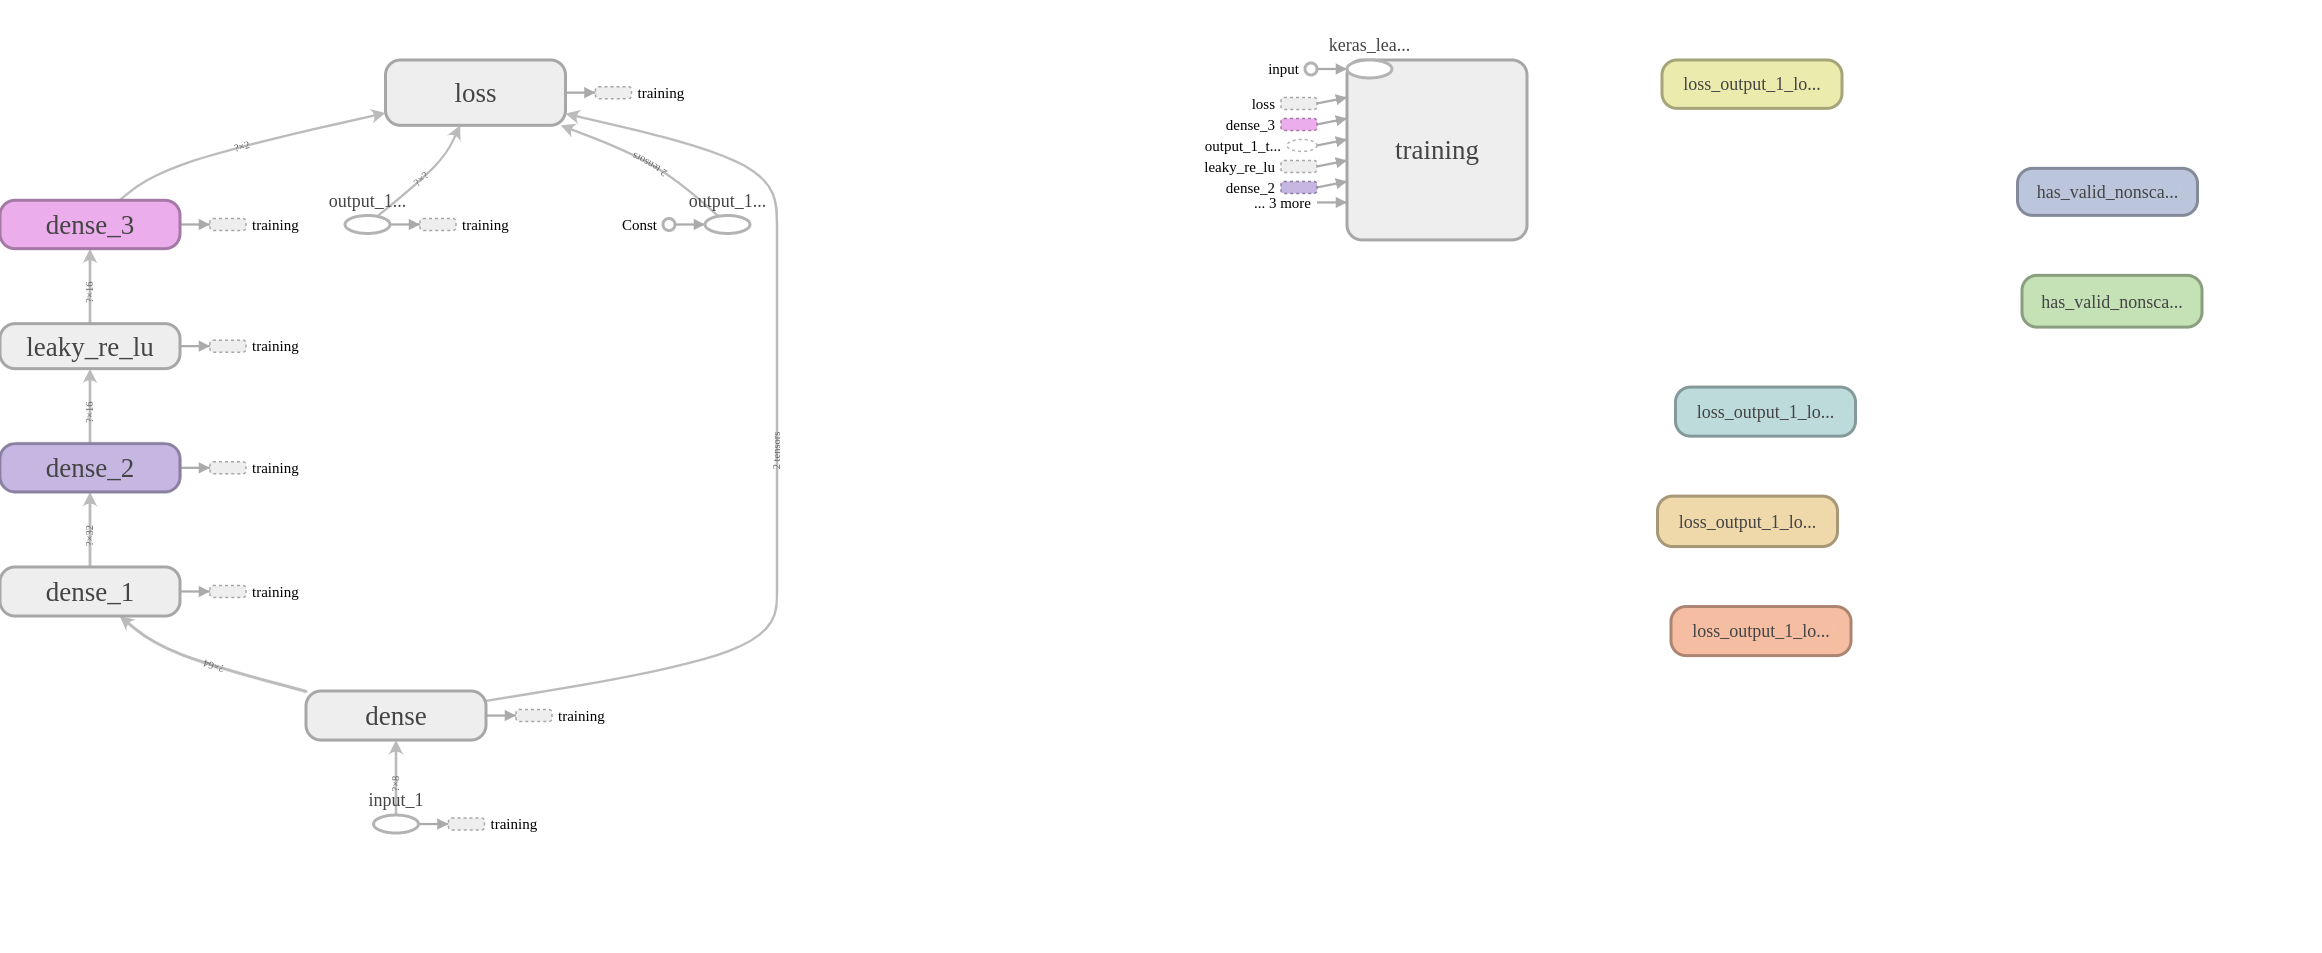 keras_lea...
input
loss
training
loss_output_1_lo...
loss
dense_3
output_1_t...
leaky_re_lu
dense_2
... 3 more
training
?×2
2 tensors
?×?
has_valid_nonsca...
output_1...
output_1...
dense_3
training
training
Const
?×16
has_valid_nonsca...
leaky_re_lu
training
?×16
loss_output_1_lo...
2 tensors
dense_2
training
?×32
loss_output_1_lo...
dense_1
training
loss_output_1_lo...
?×64
dense
training
?×8
input_1
training